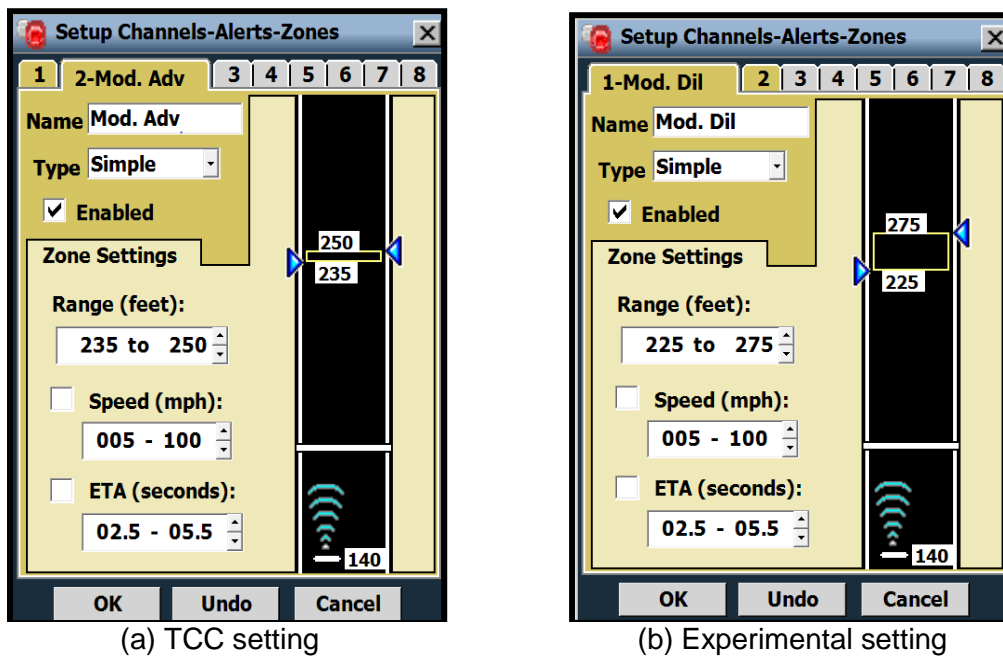 Setup Channels-Alerts-Zones
1 2-Mod. Adv 3 4 5 6 7 8
Name Mod. Adv
Type Simple
Enabled
Zone Settings
250
235
Range (feet):
235 to 250
Speed (mph):
005 - 100
ETA (seconds):
02.5 - 05.5
140
OK Undo Cancel
(a) TCC setting
Setup Channels-Alerts-Zones
1-Mod. Dil 2 3 4 5 6 7 8
Name Mod. Dil
Type Simple
Enabled
Zone Settings
275
225
Range (feet):
225 to 275
Speed (mph):
005 - 100
ETA (seconds):
02.5 - 05.5
140
OK Undo Cancel
(b) Experimental setting